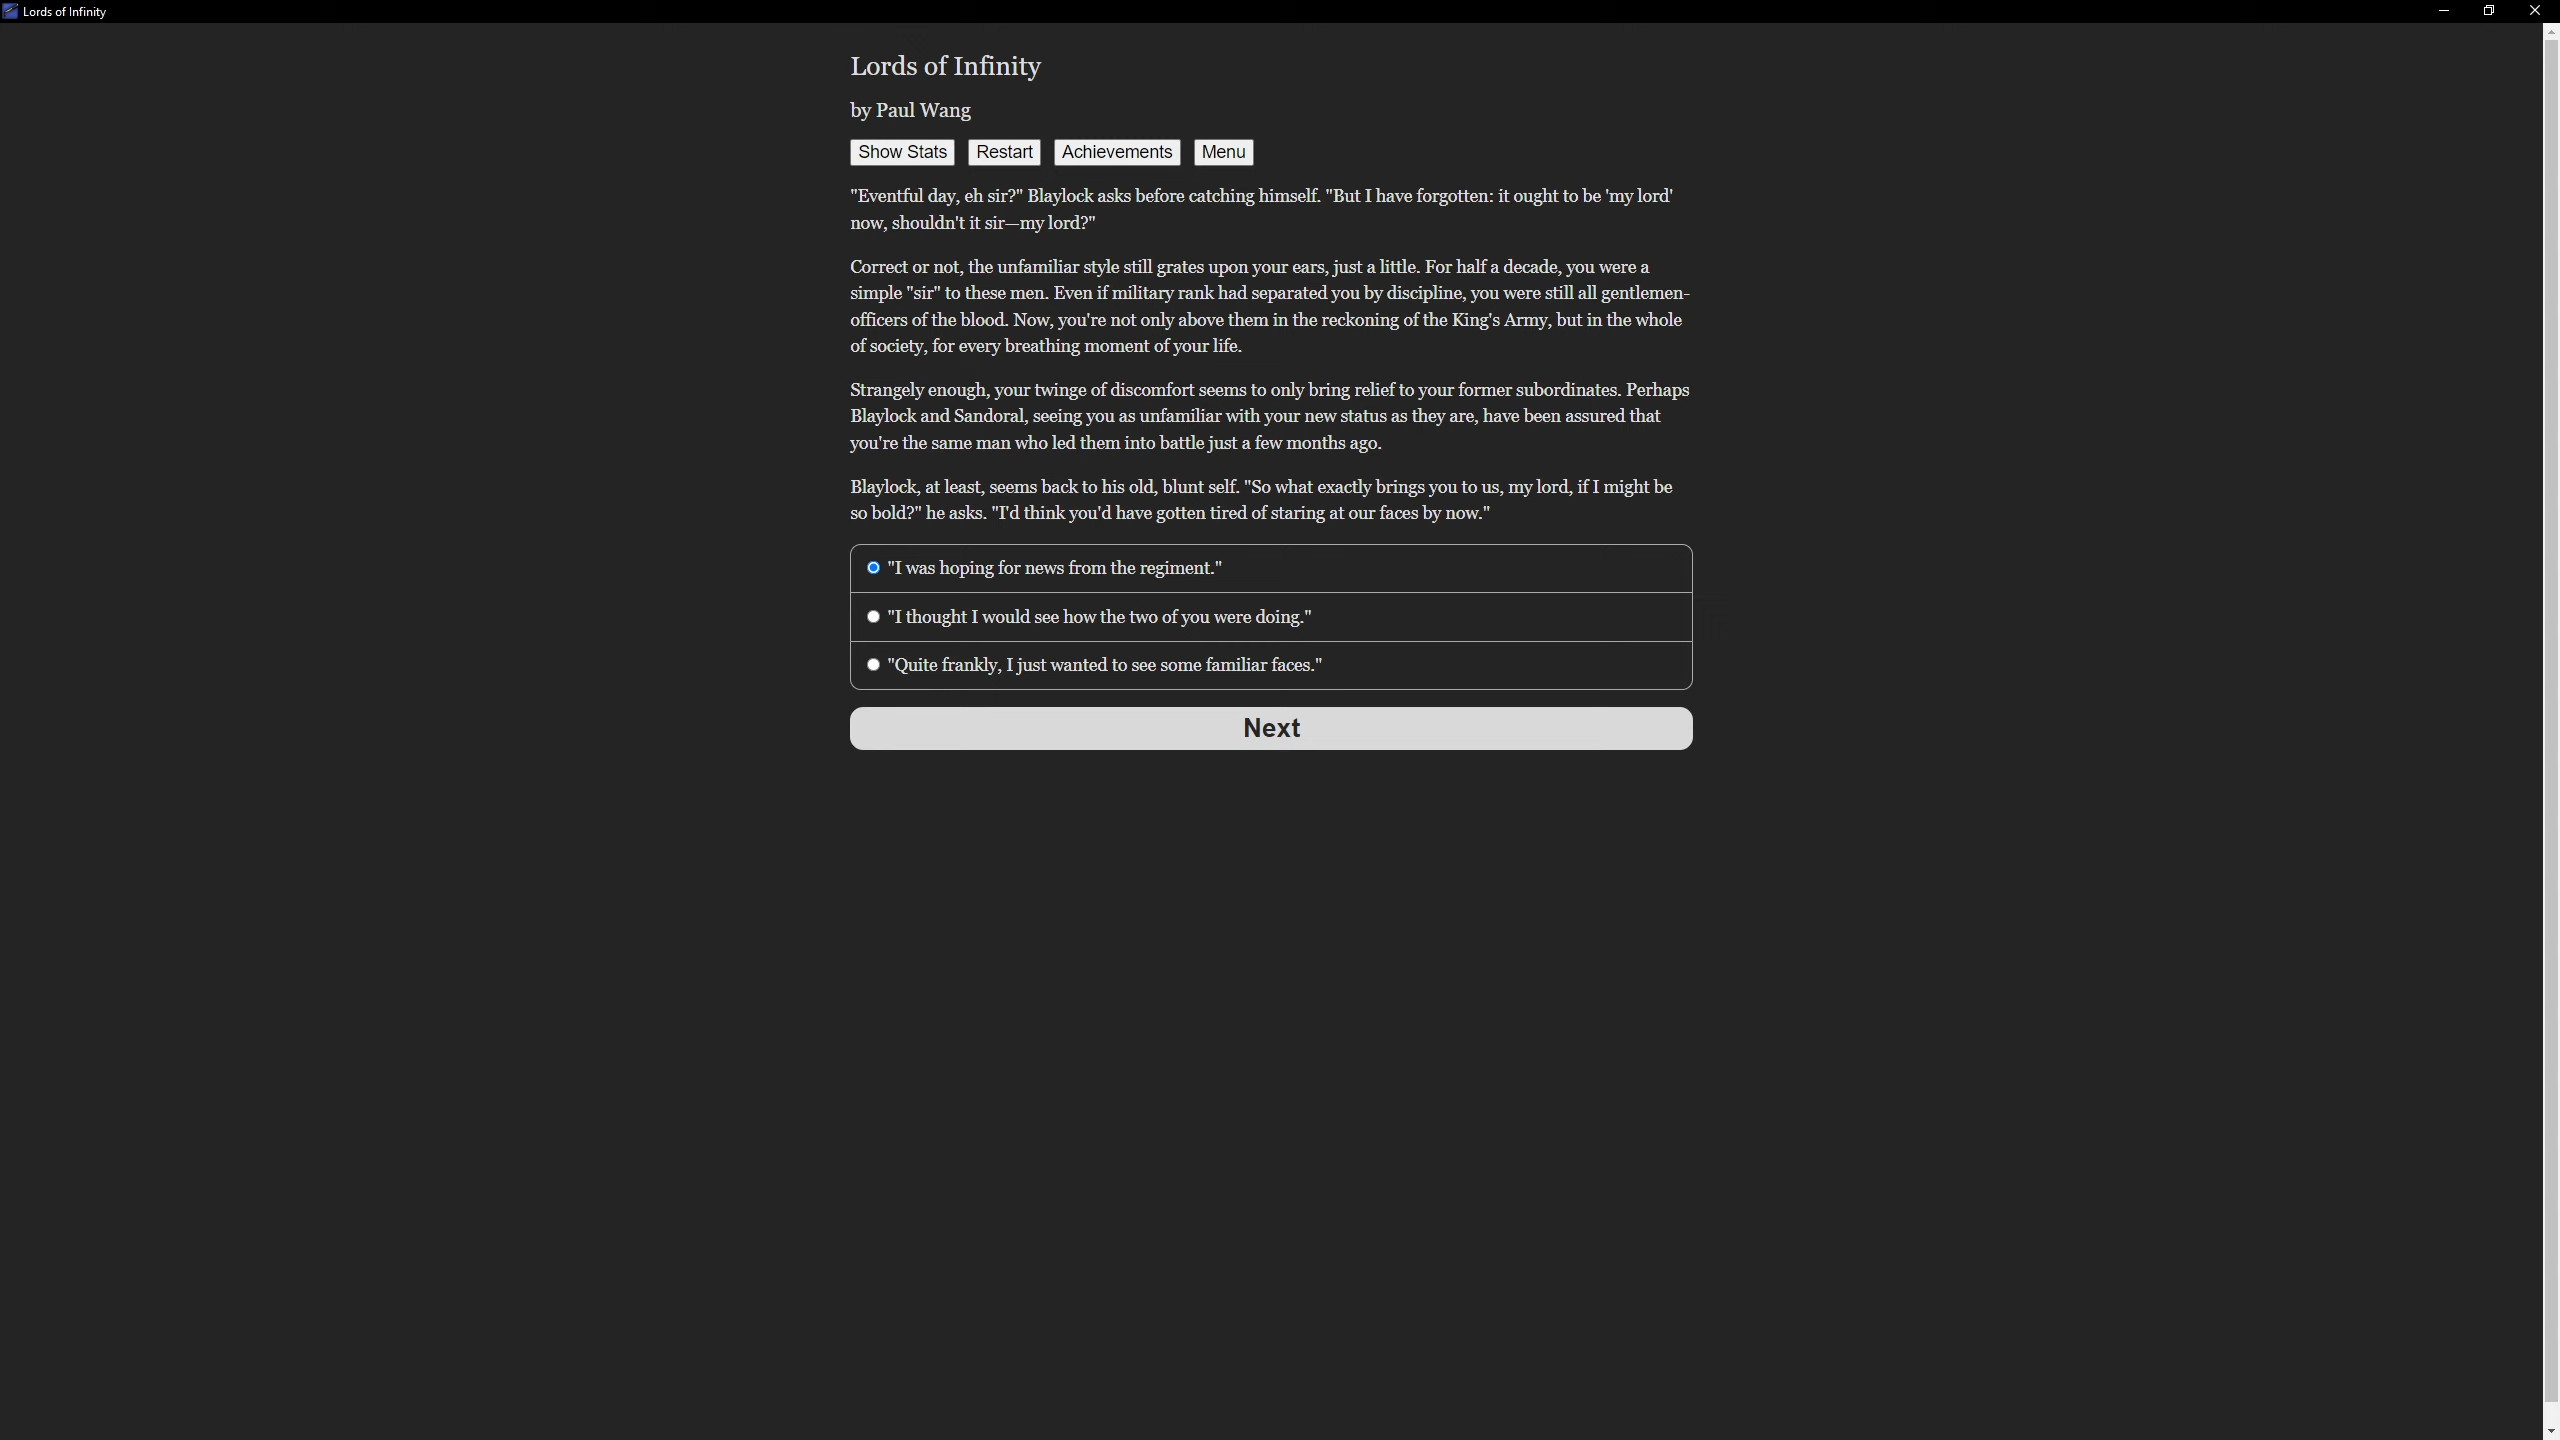 Lords of Infinity
Lords of Infinity
by Paul Wang
Show Stats Restart Achievements Menu
"Eventful day, eh sir?" Blaylock asks before catching himself. "But I have forgotten: it ought to be 'my lord'
now, shouldn't it sir—my lord?"
Correct or not, the unfamiliar style still grates upon your ears, just a little. For half a decade, you were a
simple "sir" to these men. Even if military rank had separated you by discipline, you were still all gentlemen-
officers of the blood. Now, you're not only above them in the reckoning of the King's Army, but in the whole
of society, for every breathing moment of your life.
Strangely enough, your twinge of discomfort seems to only bring relief to your former subordinates. Perhaps
Blaylock and Sandoral, seeing you as unfamiliar with your new status as they are, have been assured that
you're the same man who led them into battle just a few months ago.
Blaylock, at least, seems back to his old, blunt self. "So what exactly brings you to us, my lord, if I might be
so bold?" he asks. "I'd think you'd have gotten tired of staring at our faces by now."
"I was hoping for news from the regiment."
"I thought I would see how the two of you were doing."
"Quite frankly, I just wanted to see some familiar faces."
Next